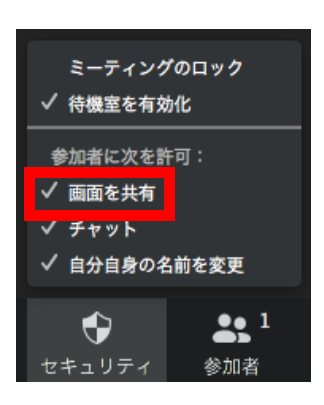 ミーティングのロック
✓ 待機室を有効化
参加者に次を許可：
✓ 画面を共有
✓ チャット
✓ 自分自身の名前を変更
1
セキュリティ
参加者